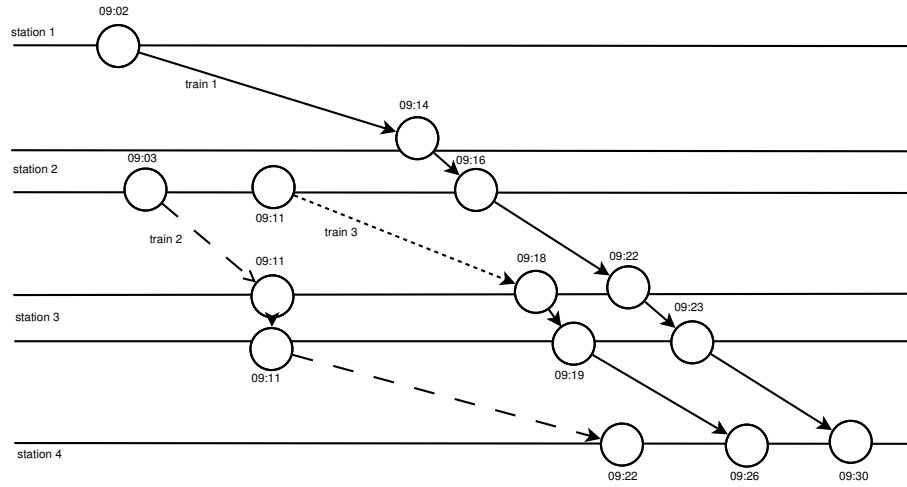 09:02
station 1
train 1
09:14
09:03
09:16
station 2
09:11
train 3
train 2
09:11
09:18
09:22
09:23
station 3
09:11
09:19
station 4
09:22
09:26
09:30